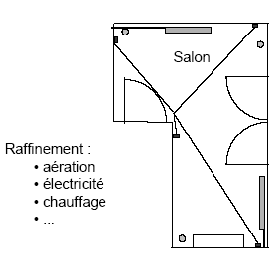 Salon
Raffinement :
• aération
• électricité
• chauffage
• ...